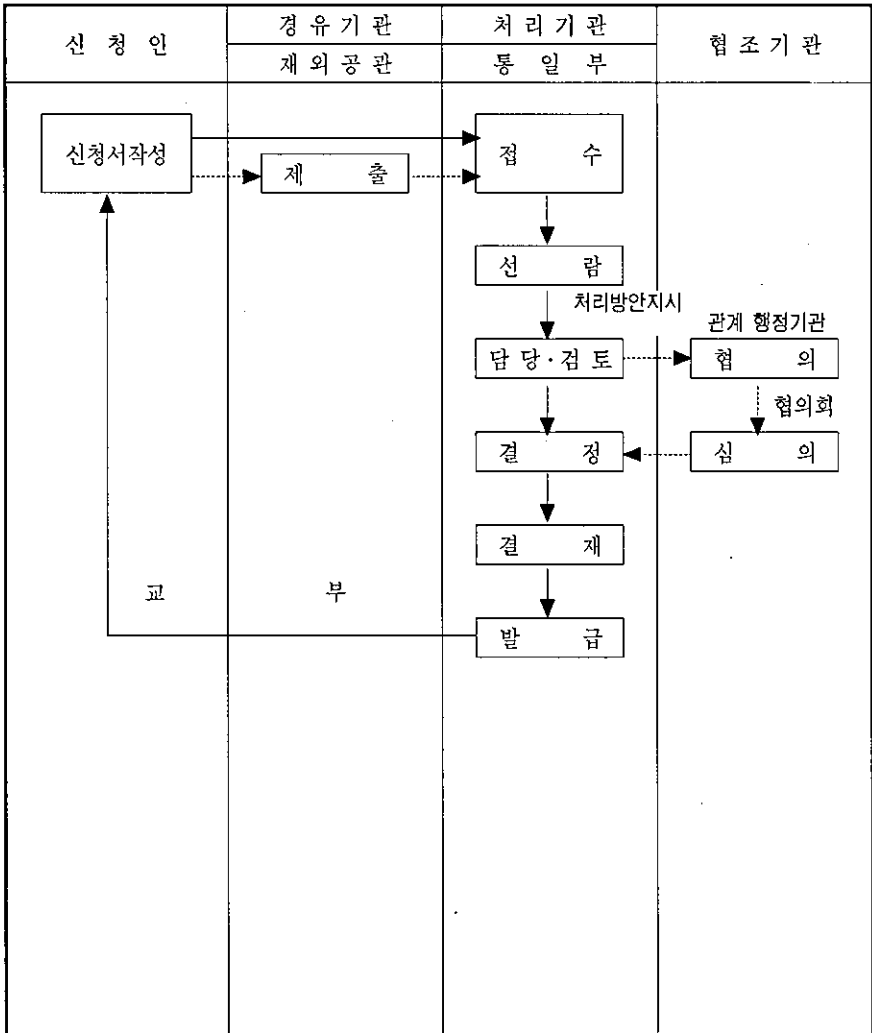 신 청 인
경 유 기 관
처 리 기 관
협 조 기 관
재 외 공 관
통 일 부
신청서작성
접 수
제 출
선 람
처리방안지시
관계 행정기관
담 당 · 검 토
협 의
협의회
결 정
심 의
결 재
교 부
발 급